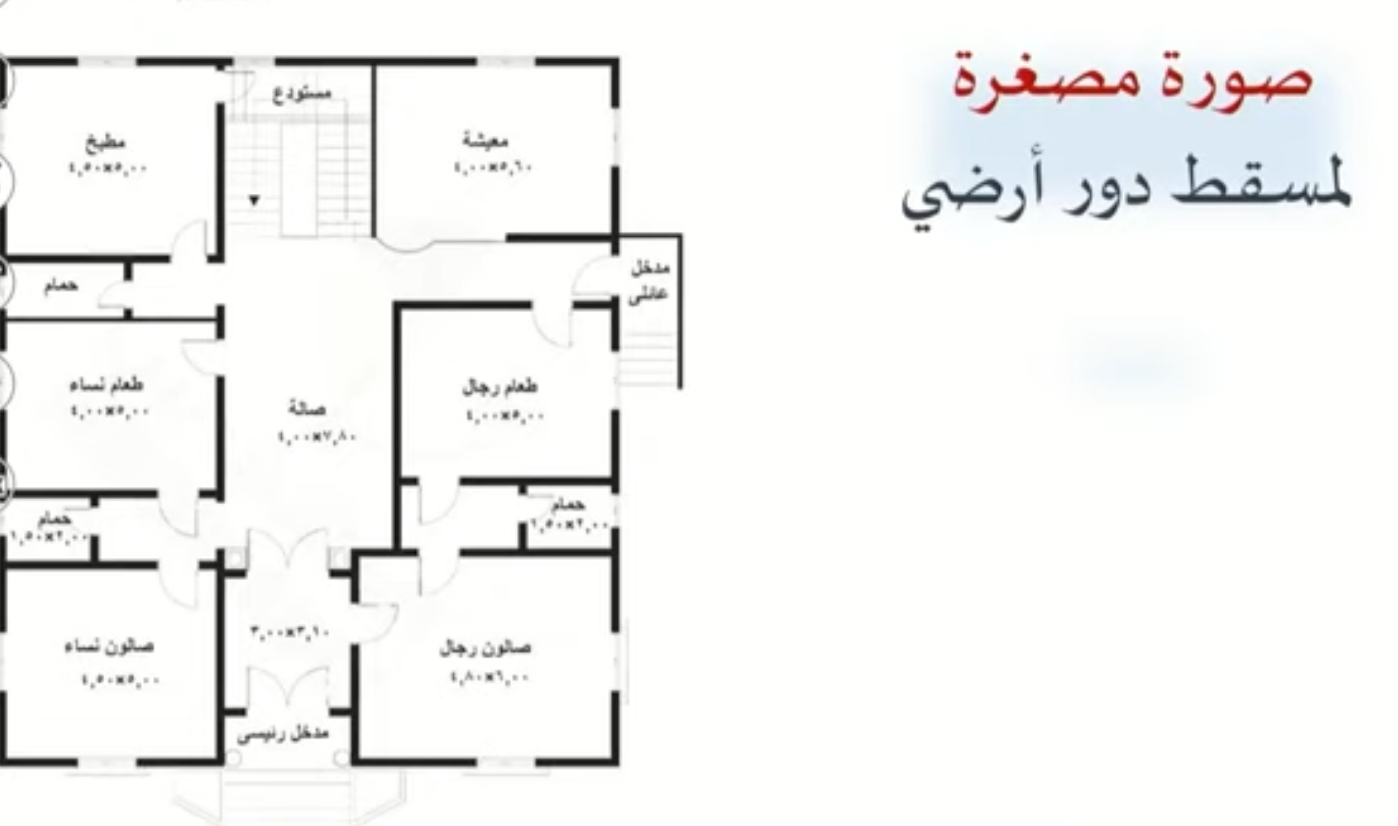 صورة مصغرة
لمسقط دور أرضي
مستودع
معيشة
٤,٠٠×٥,٦٠
مطبخ
٤,٥٠×٥,٠٠
مدخل
عائلى
حمام
طعام رجال
٤,٠٠×٥,٠٠
صالة
٤,٠٠×٧,٨٠
طعام نساء
٤,٠٠×٥,٠٠
حمام
١,٥٠×٢,٠٠
حمام
١,٥٠×٢,٠٠
صالون رجال
٤,٨٠×٦,٠٠
٣,٠٠×٣,١٠
صالون نساء
٤,٥٠×٥,٠٠
مدخل رئيسى